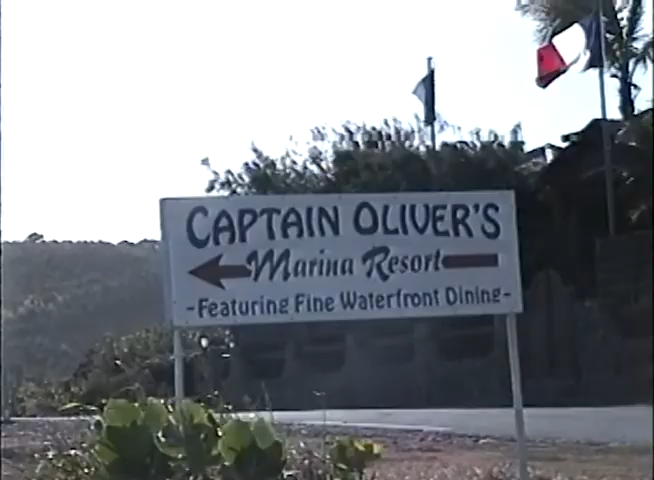 CAPTAIN OLIVER'S
Marina Resort
-Featuring Fine Waterfront Dining-